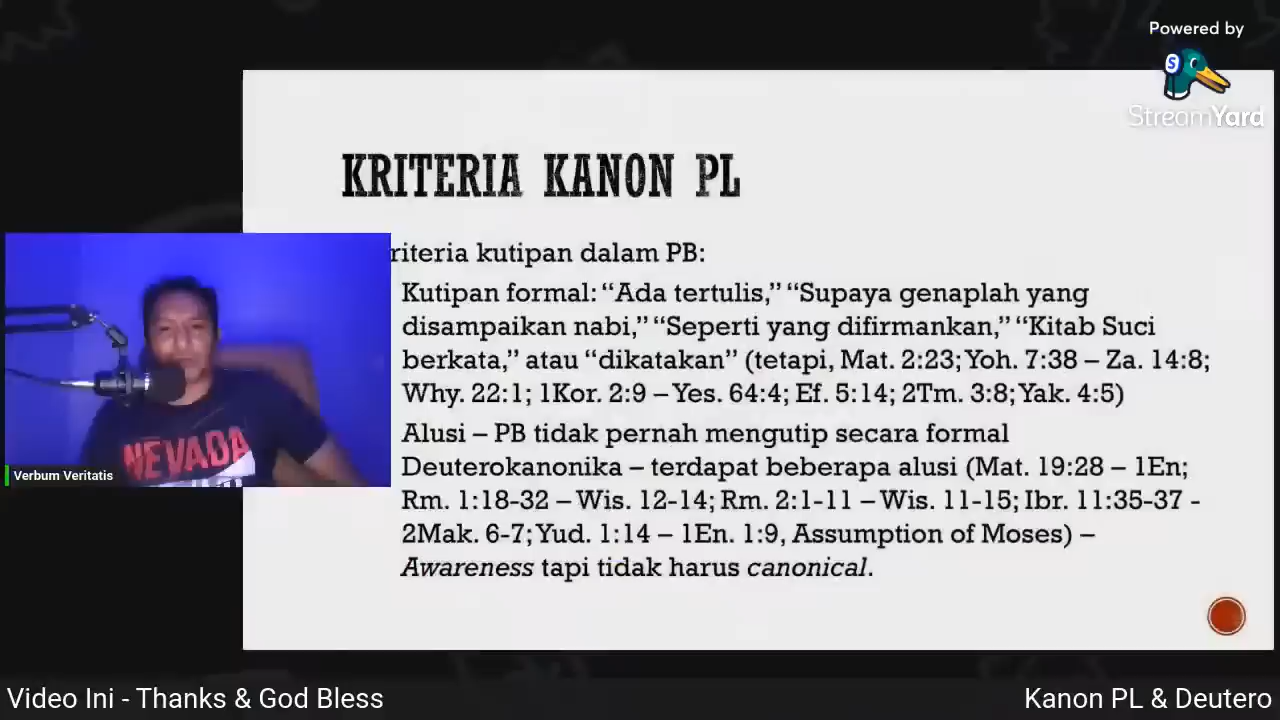 Powered by
StreamYard
KRITERIA KANON PL
riteria kutipan dalam PB:
Kutipan formal: “Ada tertulis,” “Supaya genaplah yang
disampaikan nabi,” “Seperti yang difirmankan,” “Kitab Suci
berkata,” atau “dikatakan” (tetapi, Mat. 2:23; Yoh. 7:38 – Za. 14:8;
Why. 22:1; 1Kor. 2:9 – Yes. 64:4; Ef. 5:14; 2Tm. 3:8; Yak. 4:5)
Alusi – PB tidak pernah mengutip secara formal
Deuterokanonika – terdapat beberapa alusi (Mat. 19:28 – 1En;
Rm. 1:18-32 – Wis. 12-14; Rm. 2:1-11 – Wis. 11-15; Ibr. 11:35-37 -
2Mak. 6-7; Yud. 1:14 – 1En. 1:9, Assumption of Moses) –
Awareness tapi tidak harus canonical.
NEVADA
Verbum Veritatis
Video Ini - Thanks & God Bless
Kanon PL & Deutero